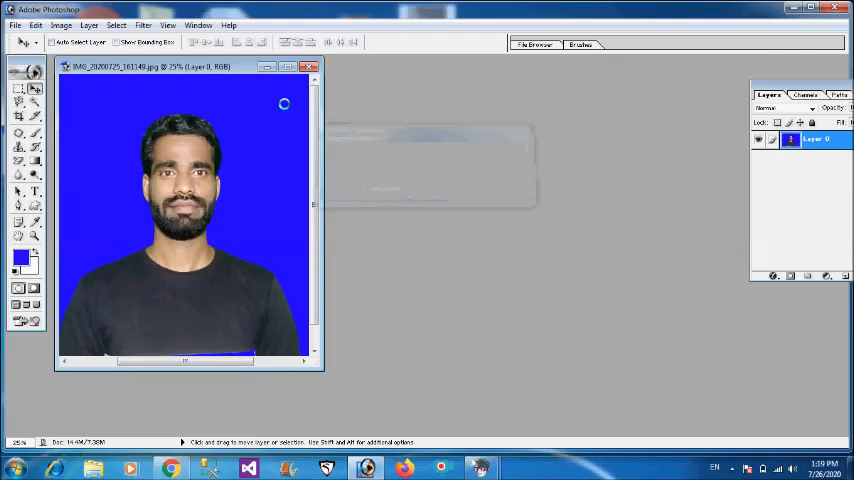 Adobe Photoshop
File Edit Image Layer Select Filter View Window Help
Auto Select Layer Show Bounding Box
File Browser Brushes
IMG_20200725_161149.jpg @ 25% (Layer 0, RGB)
Layers Channels Paths
Normal Opacity:
Lock: Fill:
Layer 0
T
25% Doc: 14.4M/7.38M Click and drag to move layer or selection. Use Shift and Alt for additional options.
EN 1:19 PM
7/26/2020